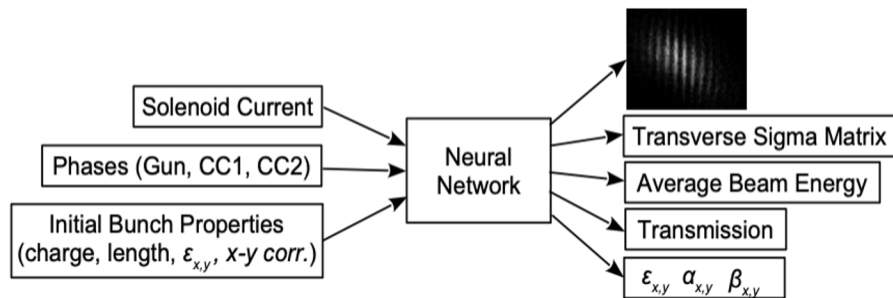 Solenoid Current
Phases (Gun, CC1, CC2)
Initial Bunch Properties
(charge, length, εx,y, x-y corr.)
Neural
Network
Transverse Sigma Matrix
Average Beam Energy
Transmission
εx,y αx,y βx,y